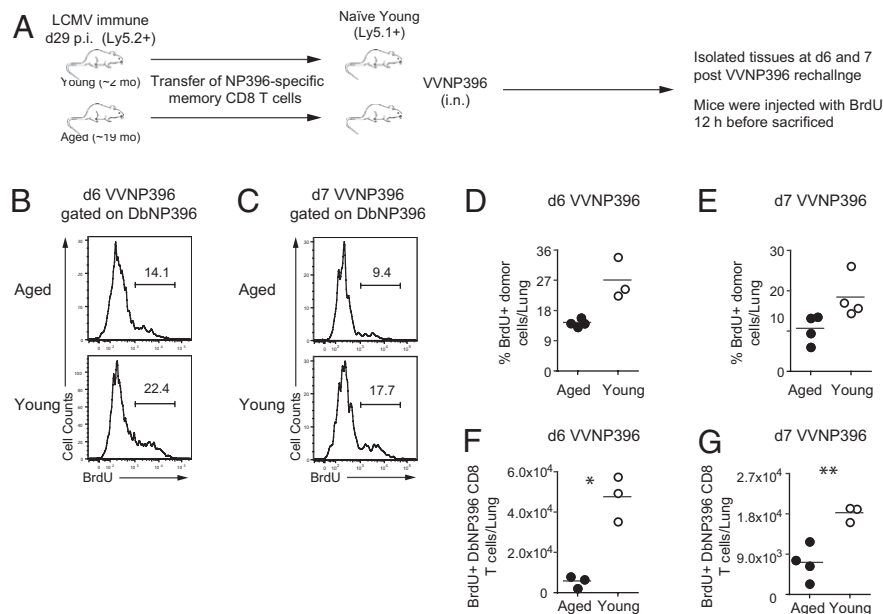 A
LCMV immune
d29 p.i. (Ly5.2+)
Young (~2 mo)
Aged (~19 mo)
Transfer of NP396-specific
memory CD8 T cells
Naïve Young
(Ly5.1+)
VVNP396
(i.n.)
Isolated tissues at d6 and 7
post VVNP396 rechallnge
Mice were injected with BrdU
12 h before sacrificed
B
d6 VVNP396
gated on DbNP396
Aged
14.1
Young
22.4
Cell Counts
BrdU
C
d7 VVNP396
gated on DbNP396
Aged
9.4
Young
17.7
Cell Counts
BrdU
D
d6 VVNP396
% BrdU+ domor
cells/Lung
36
27
18
9
0
Aged Young
E
d7 VVNP396
% BrdU+ domor
cells/Lung
30
20
10
0
Aged Young
F
d6 VVNP396
BrdU+ DbNP396 CD8
T cells/Lung
6.0x10⁴
4.0x10⁴
2.0x10⁴
0
*
Aged Young
G
d7 VVNP396
BrdU+ DbNP396 CD8
T cells/Lung
2.7x10⁴
1.8x10⁴
9.0x10³
0
**
Aged Young